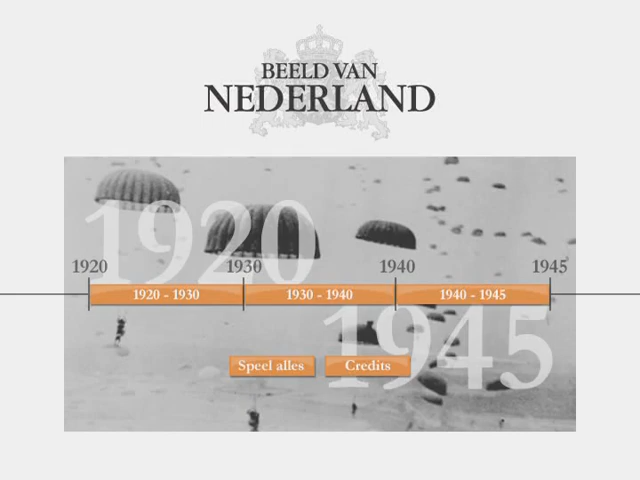 BEELD VAN
NEDERLAND
1920
1920 1930 1940 1945
1920 - 1930 1930 - 1940 1940 - 1945
1945
Speel alles Credits